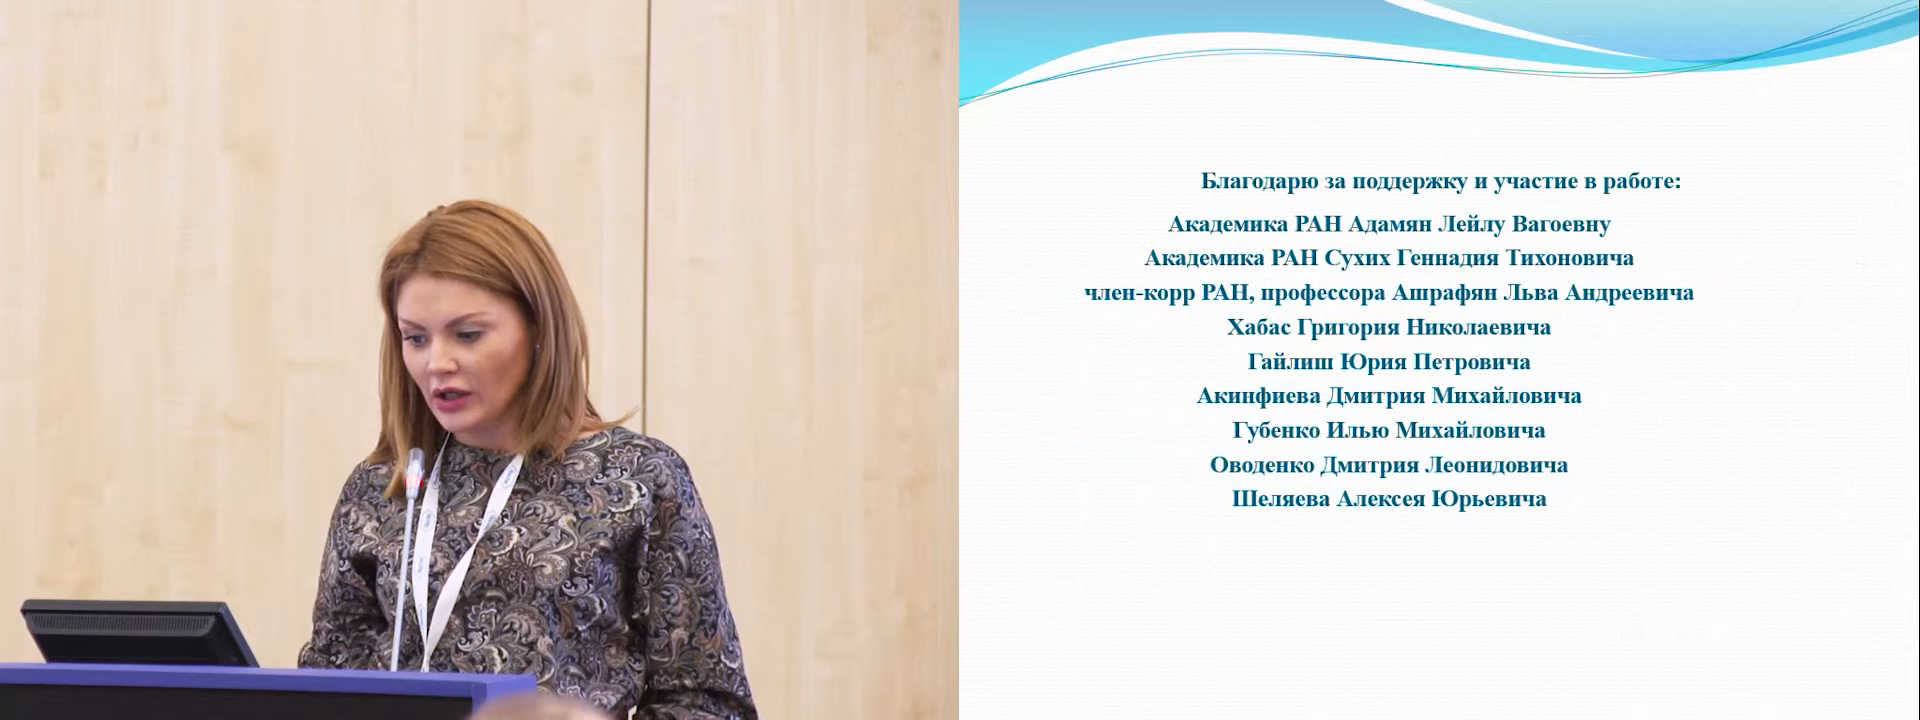 Благодарю за поддержку и участие в работе:
Академика РАН Адамян Лейлу Вагоевну
Академика РАН Сухих Геннадия Тихоновича
член-корр РАН, профессора Ашрафян Льва Андреевича
Хабас Григория Николаевича
Гайлиш Юрия Петровича
Акинфиева Дмитрия Михайловича
Губенко Илью Михайловича
Оводенко Дмитрия Леонидовича
Шеляева Алексея Юрьевича